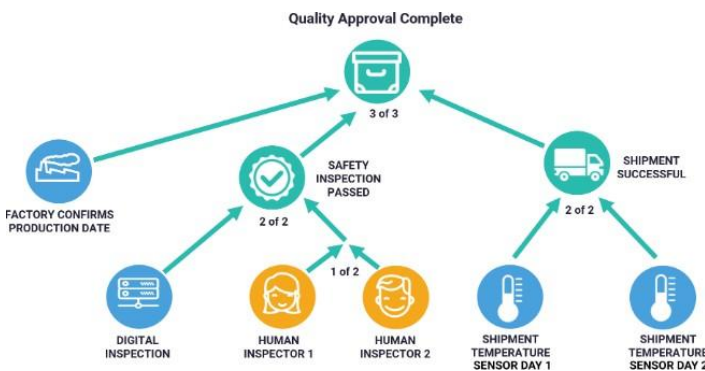 Quality Approval Complete
3 of 3
SAFETY
INSPECTION
PASSED
SHIPMENT
SUCCESSFUL
FACTORY CONFIRMS
PRODUCTION DATE
2 of 2
2 of 2
1 of 2
DIGITAL
INSPECTION
HUMAN
INSPECTOR 1
HUMAN
INSPECTOR 2
SHIPMENT
TEMPERATURE
SENSOR DAY 1
SHIPMENT
TEMPERATURE
SENSOR DAY 2